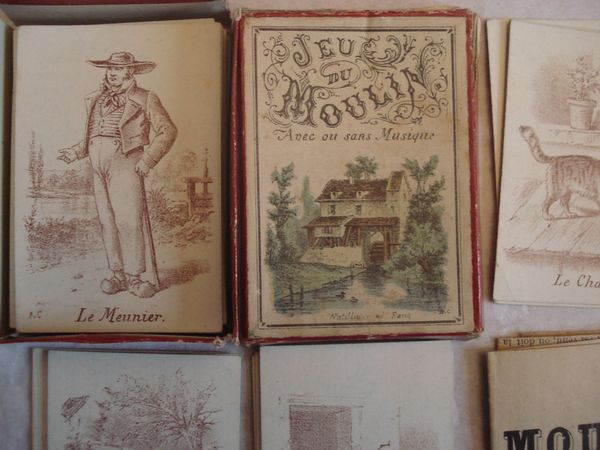 JEU
DU
MOULIN
Avec ou sans Musique
B.C
Le Meunier.
Le Cha
MOU